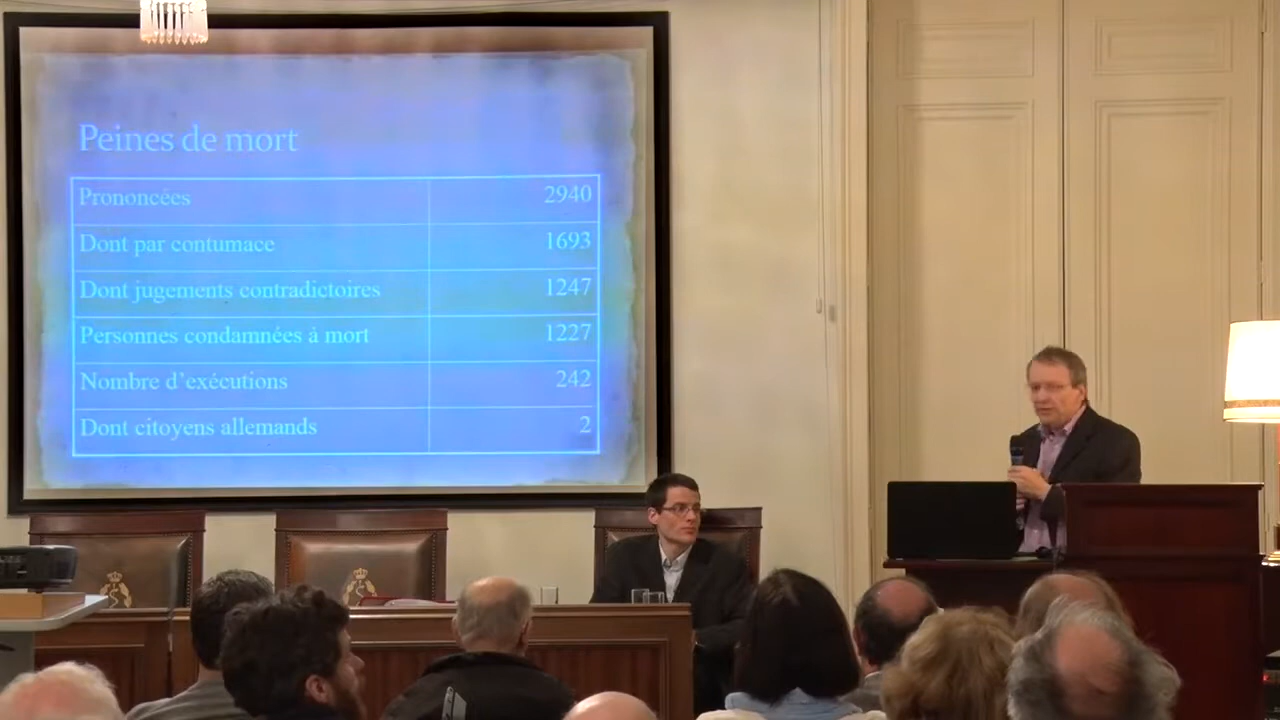 Peines de mort
Prononcées 2940
Dont par contumace 1693
Dont jugements contradictoires 1247
Personnes condamnées à mort 1227
Nombre d'exécutions 242
Dont citoyens allemands 2